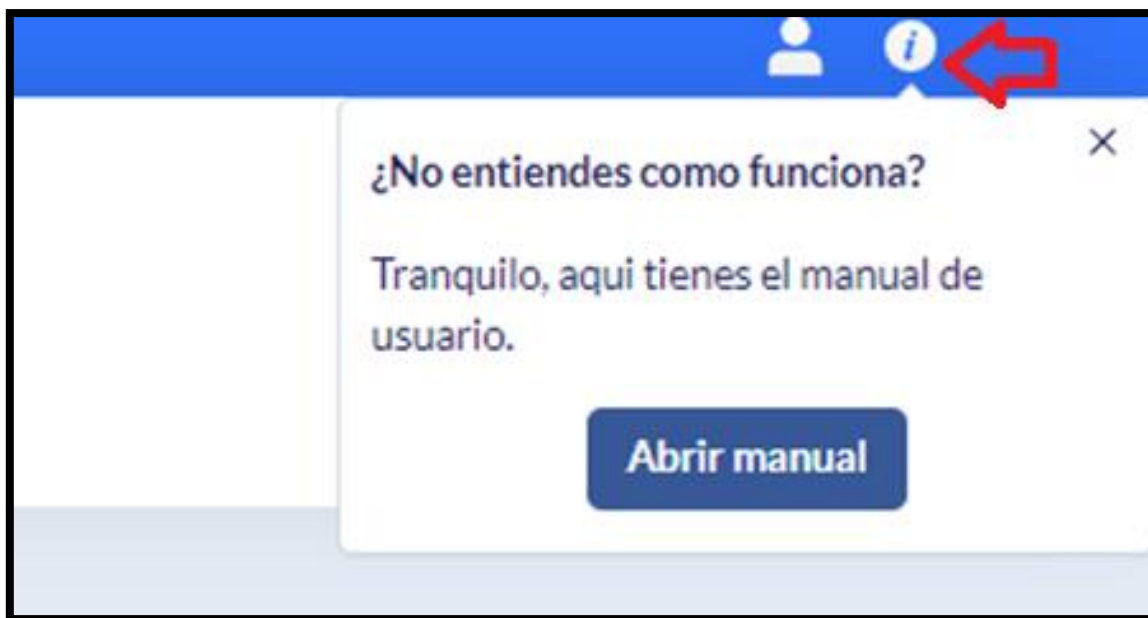 i
¿No entiendes como funciona?
Tranquilo, aqui tienes el manual de
usuario.
Abrir manual